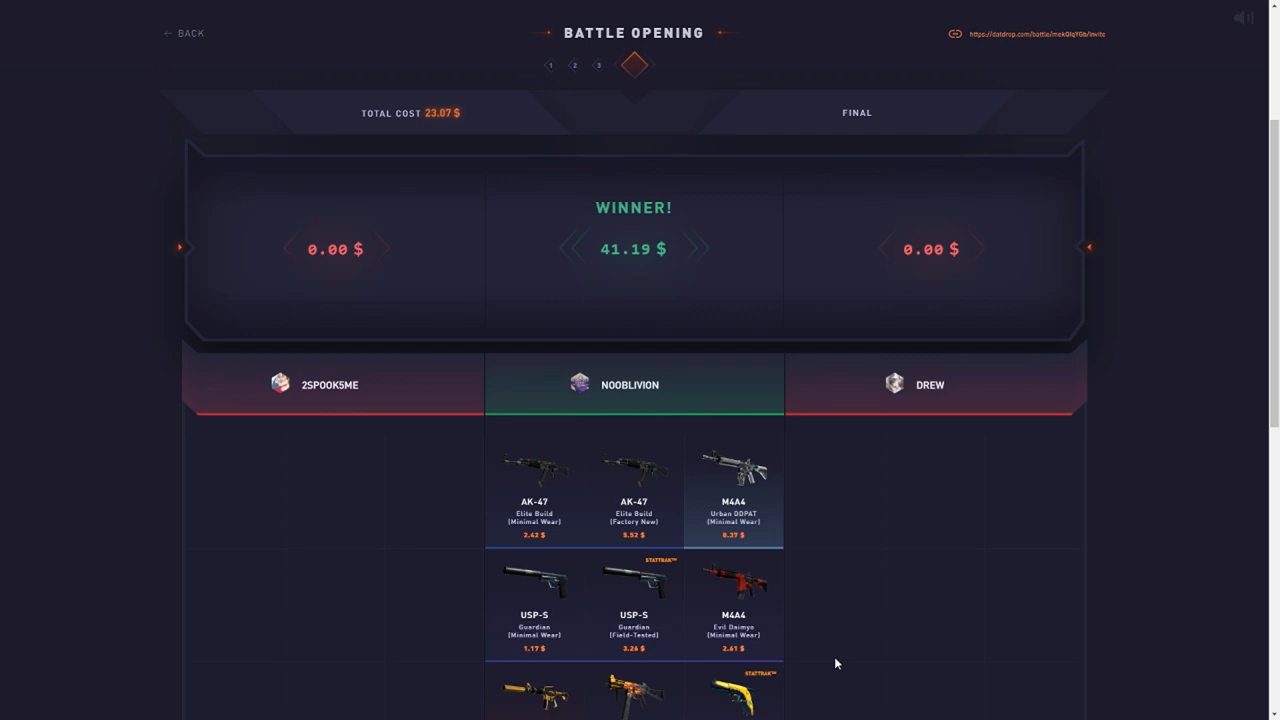 ← BACK
BATTLE OPENING
https://datdrop.com/battle/mekQIqYGb/invite
1 2 3
TOTAL COST 23.07 $
FINAL
WINNER!
0.00 $
41.19 $
0.00 $
2SPOOK5ME
NOOBLIVION
DREW
AK-47
Elite Build
(Minimal Wear)
2.42 $
AK-47
Elite Build
(Factory New)
5.52 $
M4A4
Urban DDPAT
(Minimal Wear)
0.37 $
USP-S
Guardian
(Minimal Wear)
1.17 $
STATTRAK™
USP-S
Guardian
(Field-Tested)
3.26 $
M4A4
Evil Daimyo
(Minimal Wear)
2.61 $
STATTRAK™